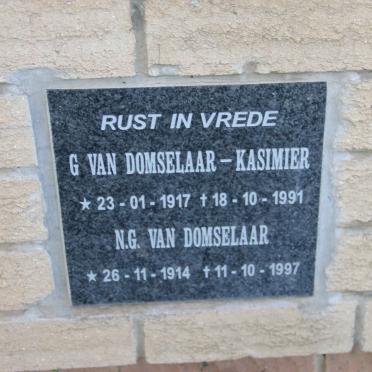 RUST IN VREDE
G VAN DOMSELAAR - KASIMIER
★ 23 - 01 - 1917 † 18 - 10 - 1991
N.G. VAN DOMSELAAR
★ 26 - 11 - 1914 † 11 - 10 - 1997